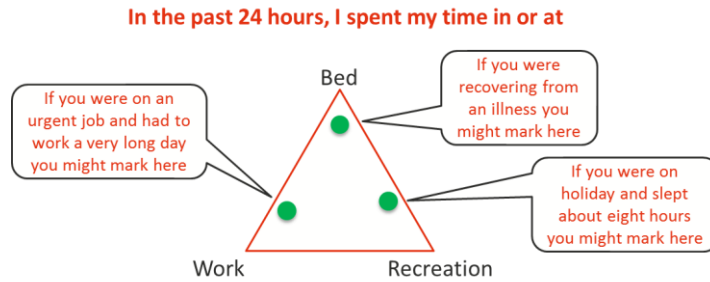 In the past 24 hours, I spent my time in or at
Bed
If you were on an
urgent job and had to
work a very long day
you might mark here
If you were
recovering from
an illness you
might mark here
If you were on
holiday and slept
about eight hours
you might mark here
Work
Recreation